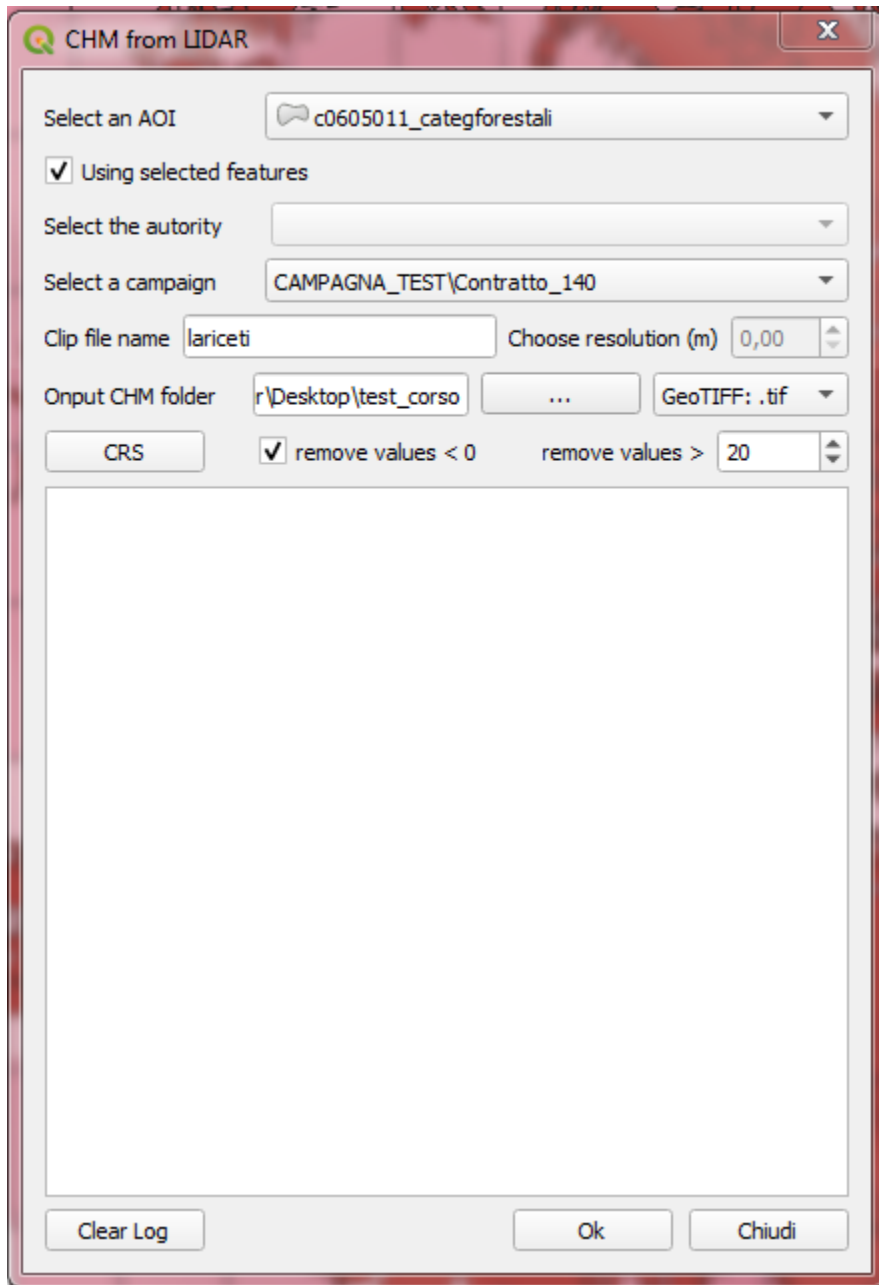 CHM from LIDAR
Select an AOI c0605011_categforestali
Using selected features
Select the autority
Select a campaign CAMPAGNA_TEST\Contratto_140
Clip file name lariceti Choose resolution (m) 0,00
Onput CHM folder r\Desktop\test_corso ... GeoTIFF: .tif
CRS remove values < 0 remove values > 20
Clear Log Ok Chiudi